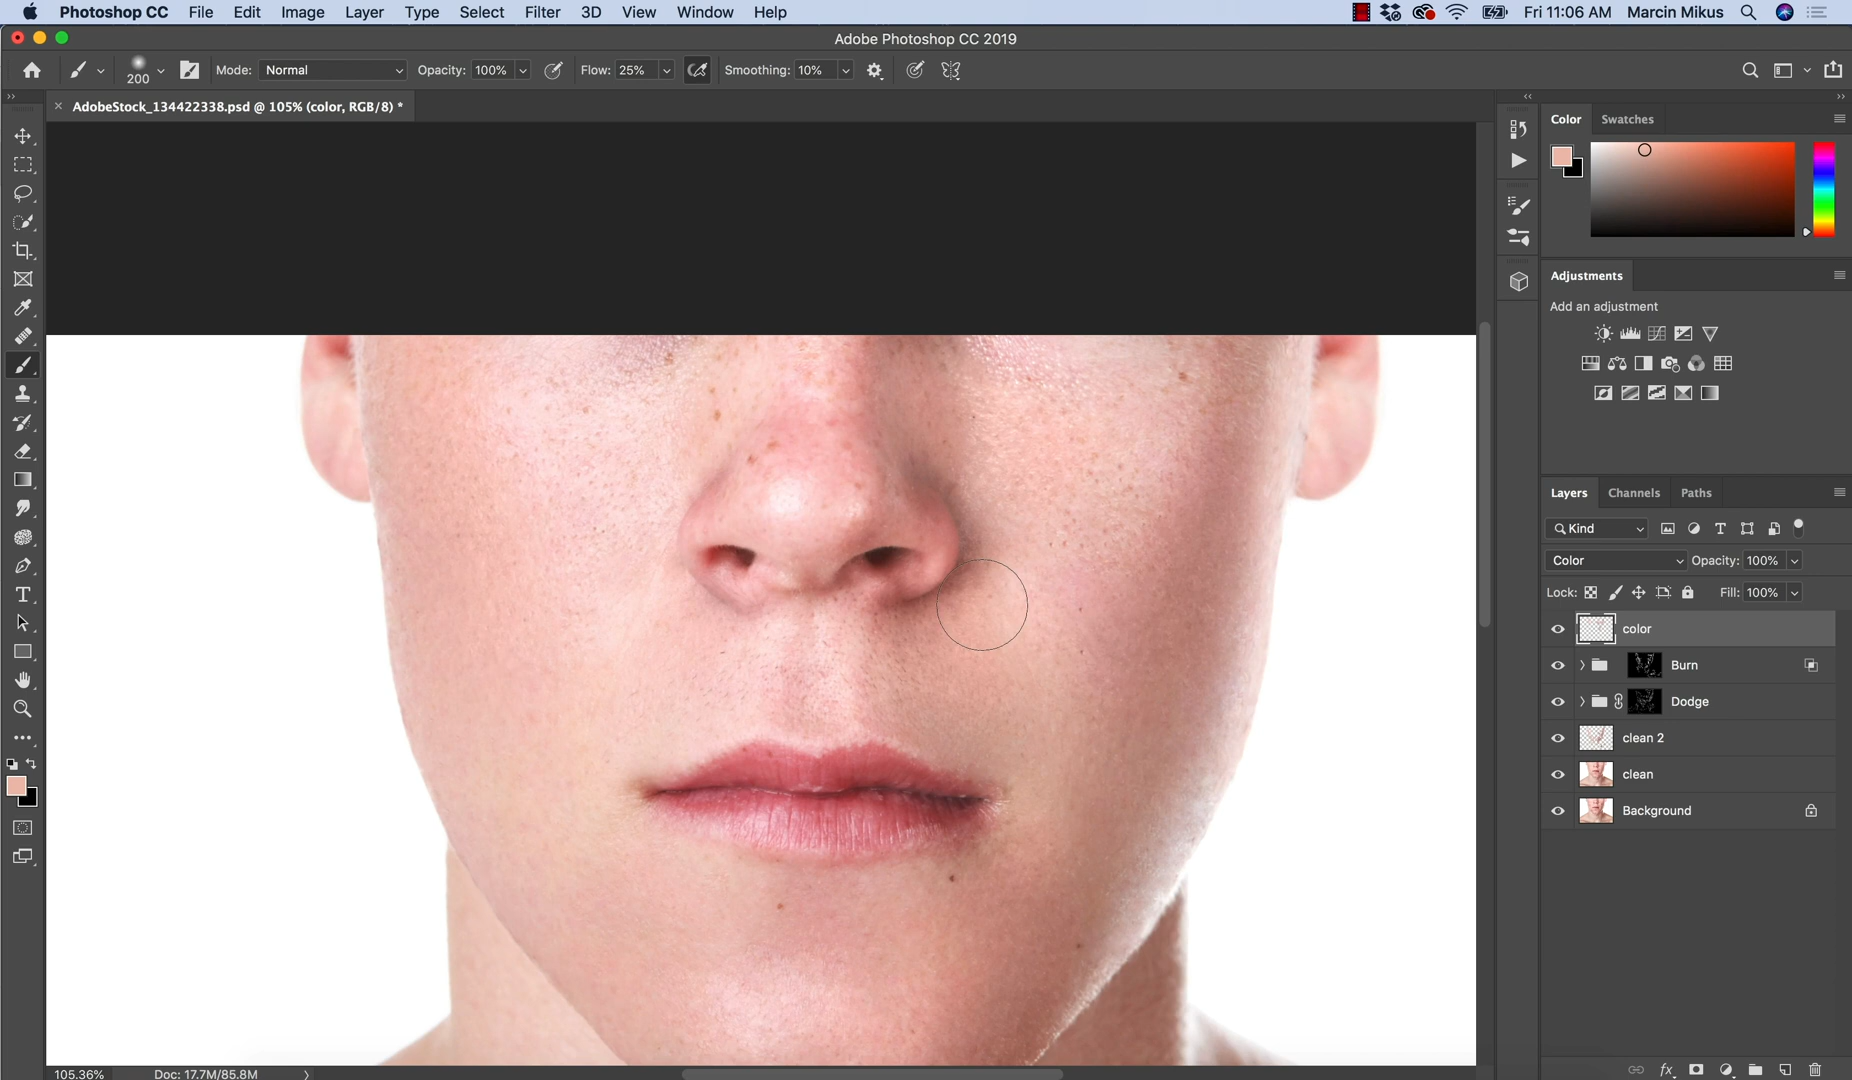 Photoshop CC File Edit Image Layer Type Select Filter 3D View Window Help Fri 11:06 AM Marcin Mikus
Adobe Photoshop CC 2019
200 Mode: Normal Opacity: 100% Flow: 25% Smoothing: 10%
AdobeStock_134422338.psd @ 105% (color, RGB/8) *
Color Swatches
Adjustments
Add an adjustment
Layers Channels Paths
Kind
Color Opacity: 100%
Lock: Fill: 100%
color
Burn
Dodge
clean 2
clean
Background
105.36% Doc: 17.7M/85.8M